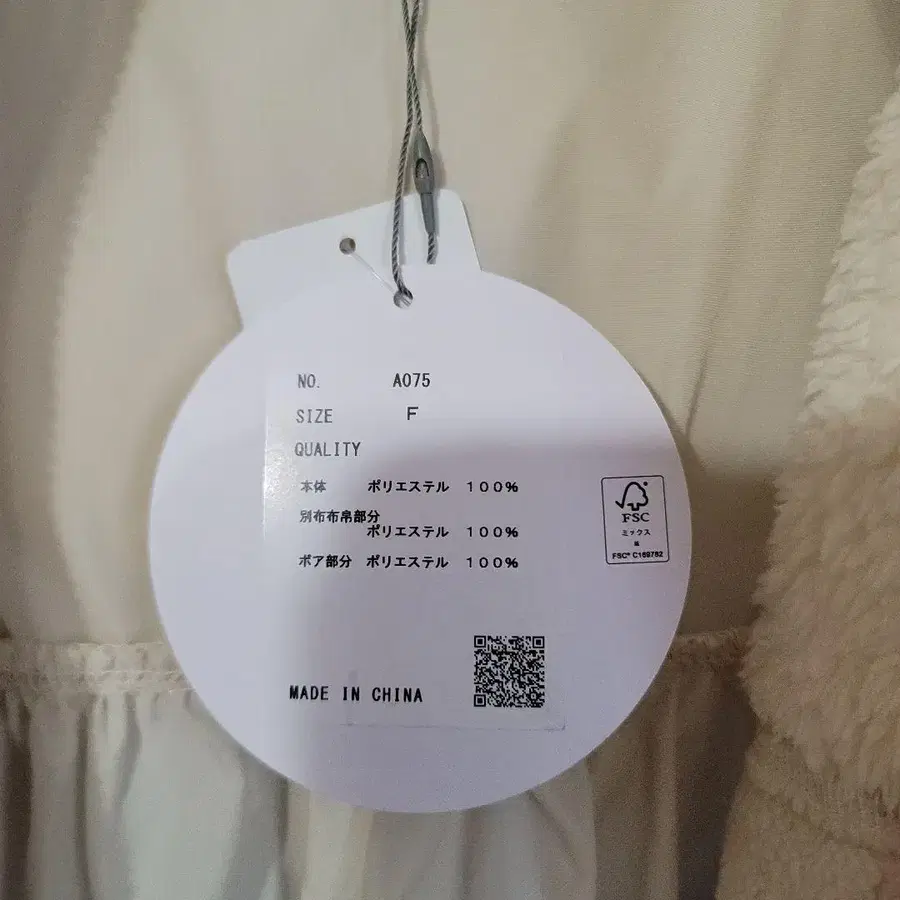 NO. A075
SIZE F
QUALITY
本体 ポリエステル 100%
別布布帛部分
ポリエステル 100%
ボア部分 ポリエステル 100%
FSC
ミックス
紙
FSC® C169782
MADE IN CHINA